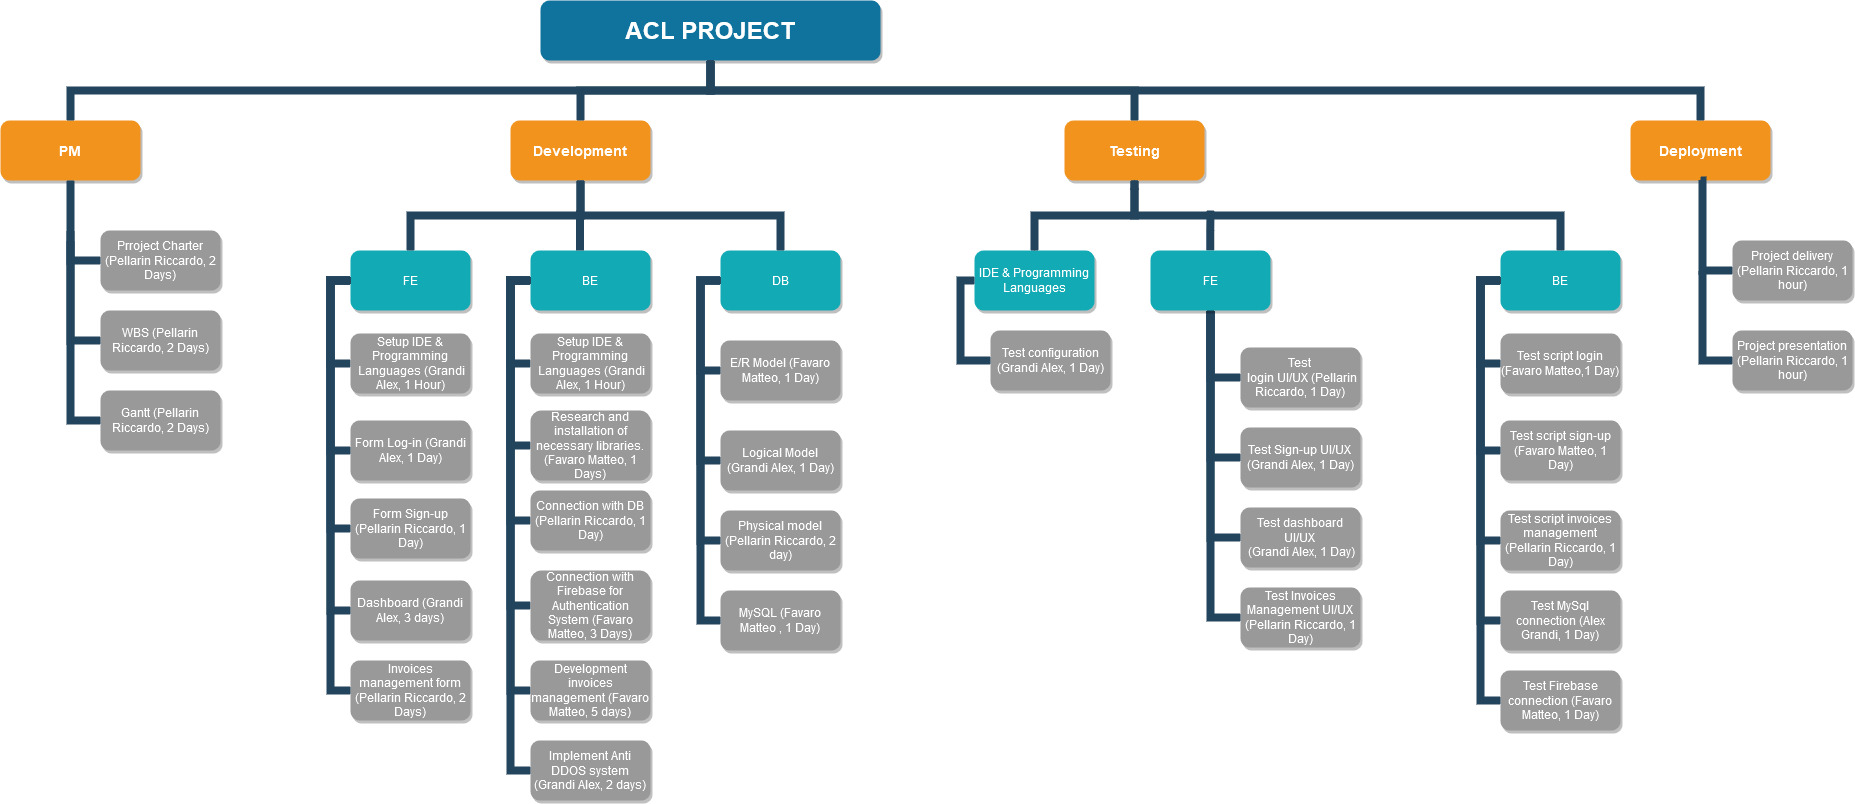 ACL PROJECT
PM
Development
Testing
Deployment
Prroject Charter
(Pellarin Riccardo, 2
Days)
WBS (Pellarin
Riccardo, 2 Days)
Gantt (Pellarin
Riccardo, 2 Days)
FE
Setup IDE &
Programming
Languages (Grandi
Alex, 1 Hour)
Form Log-in (Grandi
Alex, 1 Day)
Form Sign-up
(Pellarin Riccardo, 1
Day)
Dashboard (Grandi
Alex, 3 days)
Invoices
management form
(Pellarin Riccardo, 2
Days)
BE
Setup IDE &
Programming
Languages (Grandi
Alex, 1 Hour)
Research and
installation of
necessary libraries.
(Favaro Matteo, 1
Days)
Connection with DB
(Pellarin Riccardo, 1
Day)
Connection with
Firebase for
Authentication
System (Favaro
Matteo, 3 Days)
Development
invoices
management (Favaro
Matteo, 5 days)
Implement Anti
DDOS system
(Grandi Alex, 2 days)
DB
E/R Model (Favaro
Matteo, 1 Day)
Logical Model
(Grandi Alex, 1 Day)
Physical model
(Pellarin Riccardo, 2
day)
MySQL (Favaro
Matteo , 1 Day)
IDE & Programming
Languages
Test configuration
(Grandi Alex, 1 Day)
FE
Test
login UI/UX (Pellarin
Riccardo, 1 Day)
Test Sign-up UI/UX
(Grandi Alex, 1 Day)
Test dashboard
UI/UX
(Grandi Alex, 1 Day)
Test Invoices
Management UI/UX
(Pellarin Riccardo, 1
Day)
BE
Test script login
(Favaro Matteo,1 Day)
Test script sign-up
(Favaro Matteo, 1
Day)
Test script invoices
management
(Pellarin Riccardo, 1
Day)
Test MySql
connection (Alex
Grandi, 1 Day)
Test Firebase
connection (Favaro
Matteo, 1 Day)
Project delivery
(Pellarin Riccardo, 1
hour)
Project presentation
(Pellarin Riccardo, 1
hour)